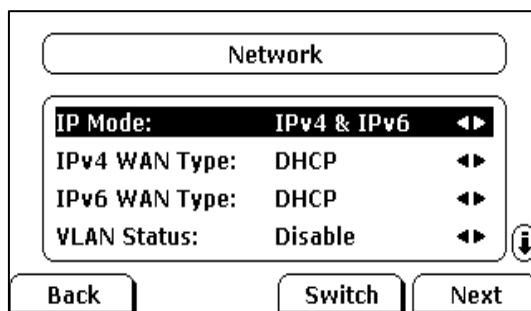 Network
IP Mode: IPv4 & IPv6
IPv4 WAN Type: DHCP
IPv6 WAN Type: DHCP
VLAN Status: Disable
Back Switch Next